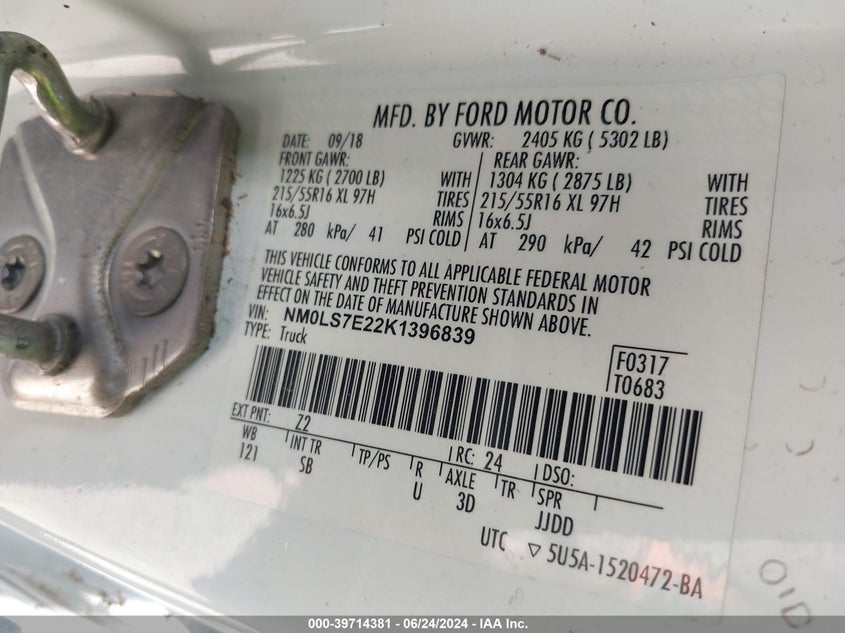 MFD. BY FORD MOTOR CO.
DATE: 09/18 GVWR: 2405 KG ( 5302 LB)
FRONT GAWR: REAR GAWR:
1225 KG ( 2700 LB) WITH 1304 KG ( 2875 LB) WITH
215/55R16 XL 97H TIRES 215/55R16 XL 97H TIRES
16x6.5J RIMS 16x6.5J RIMS
AT 280 kPa/ 41 PSI COLD AT 290 kPa/ 42 PSI COLD
THIS VEHICLE CONFORMS TO ALL APPLICABLE FEDERAL MOTOR
VEHICLE SAFETY AND THEFT PREVENTION STANDARDS IN
EFFECT ON THE DATE OF MANUFACTURE SHOWN ABOVE.
VIN: NM0LS7E22K1396839
TYPE: Truck
F0317
T0683
EXT PNT: Z2 RC: 24 DSO:
WB INT TR TP/PS R AXLE TR SPR
121 SB U 3D JJDD
UTC ▽ 5U5A-1520472-BA
000-39714381 / 06/24/2024 - IAA Inc.